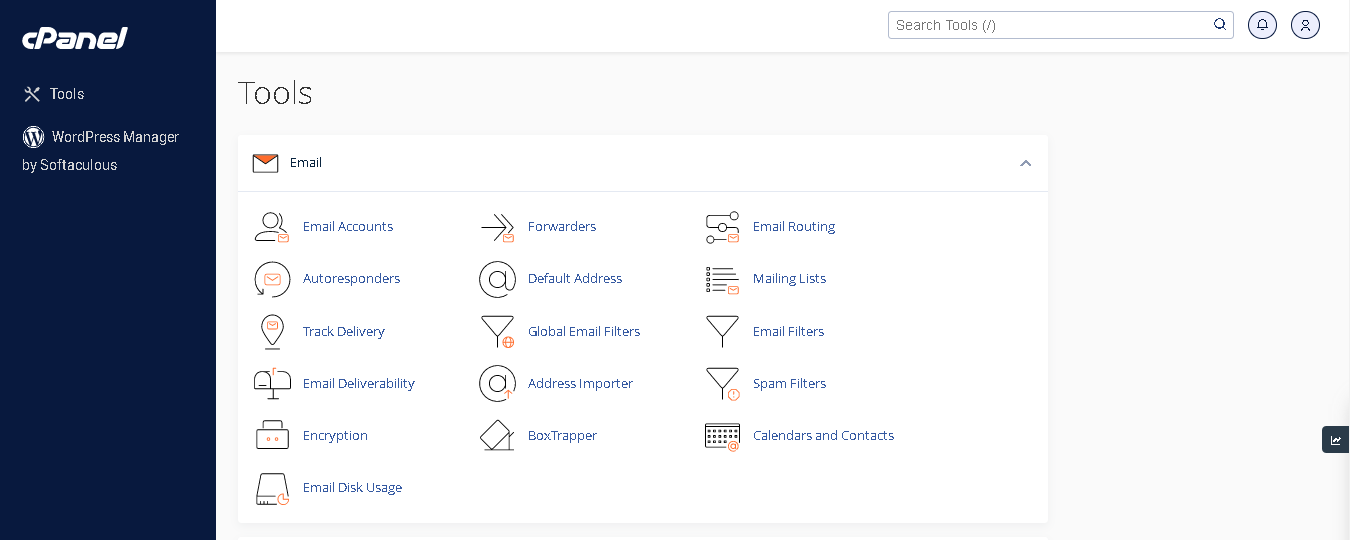 cPanel
Search Tools (/)
Tools
WordPress Manager
by Softaculous
Tools
Email
Email Accounts
Forwarders
Email Routing
Autoresponders
Default Address
Mailing Lists
Track Delivery
Global Email Filters
Email Filters
Email Deliverability
Address Importer
Spam Filters
Encryption
BoxTrapper
Calendars and Contacts
Email Disk Usage